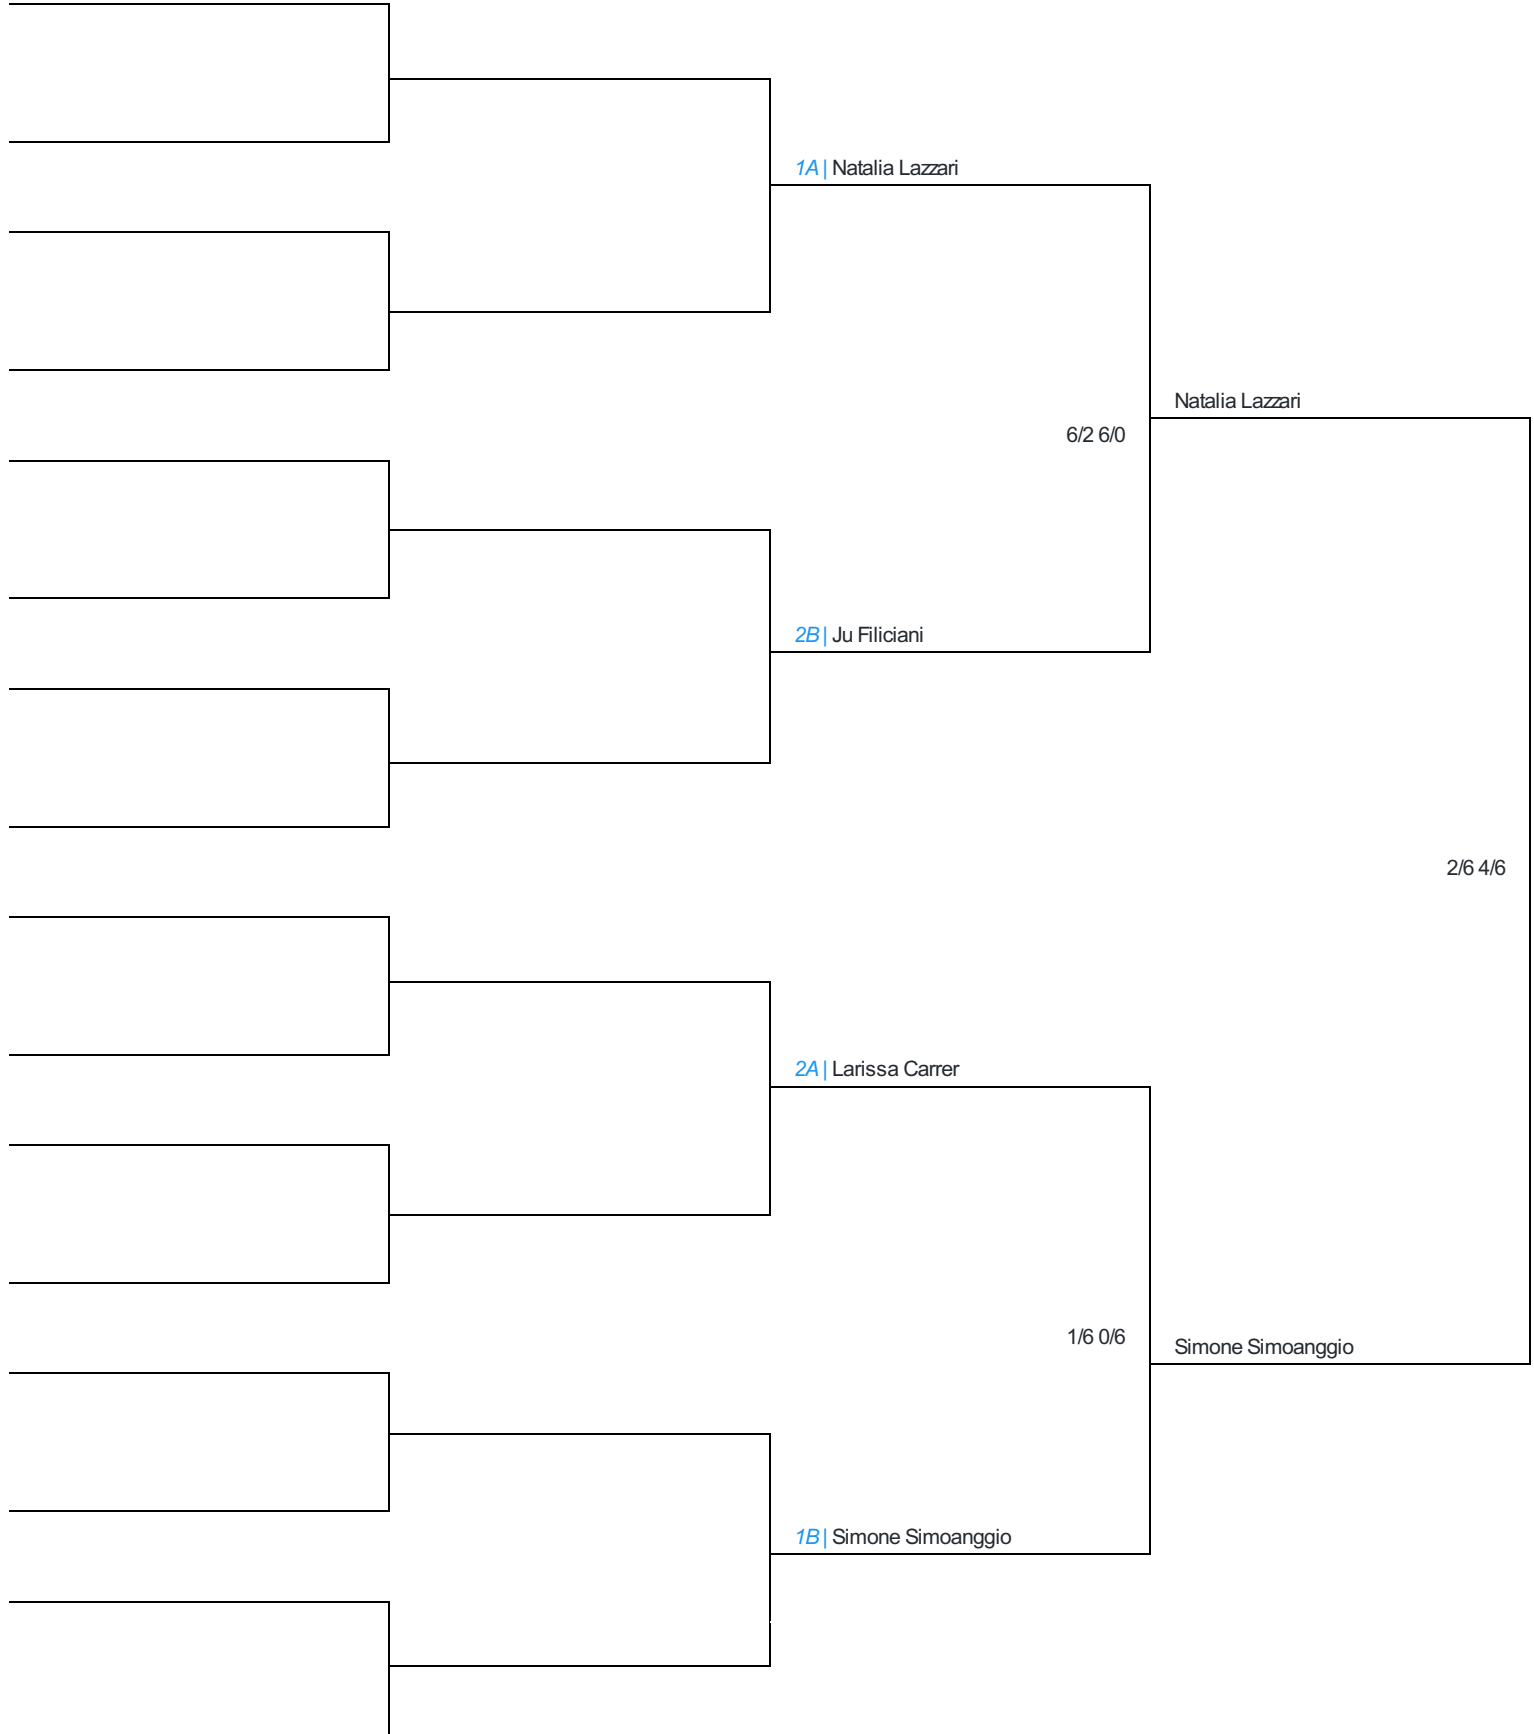 1A | Natalia Lazzari
Natalia Lazzari
6/2 6/0
2B | Ju Filiciani
2/6 4/6
2A | Larissa Carrer
1/6 0/6
Simone Simoanggio
1B | Simone Simoanggio